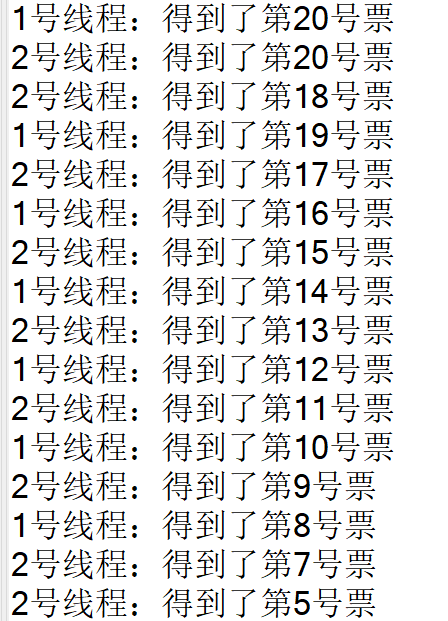 1号线程：得到了第20号票
2号线程：得到了第20号票
2号线程：得到了第18号票
1号线程：得到了第19号票
2号线程：得到了第17号票
1号线程：得到了第16号票
2号线程：得到了第15号票
1号线程：得到了第14号票
2号线程：得到了第13号票
1号线程：得到了第12号票
2号线程：得到了第11号票
1号线程：得到了第10号票
2号线程：得到了第9号票
1号线程：得到了第8号票
2号线程：得到了第7号票
2号线程：得到了第5号票